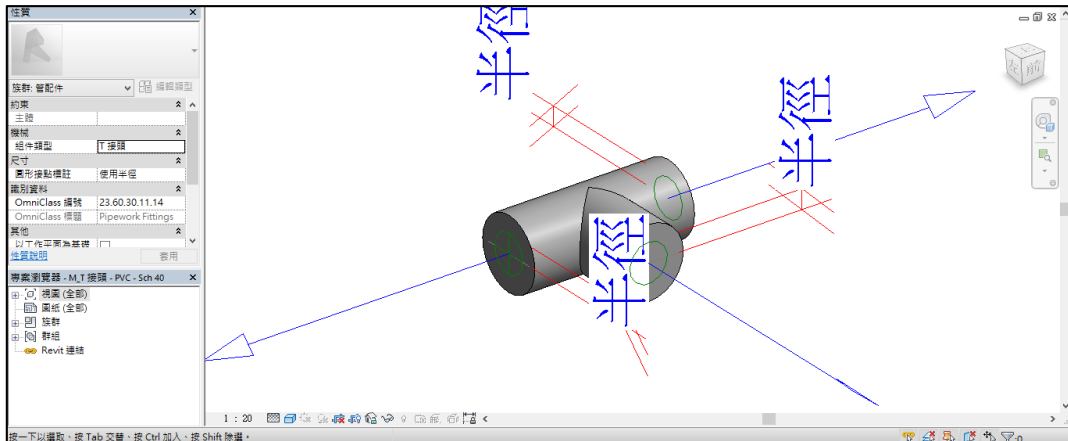 性質
族群: 管配件
編輯類型
約束
主體
機械
組件類型 T 接頭
尺寸
圓形接點標註 使用半徑
識別資料
OmniClass 編號 23.60.30.11.14
OmniClass 標題 Pipework Fittings
其他
以工作平面為基礎
性質說明
套用
專案瀏覽器 - M_T 接頭 - PVC - Sch 40
視圖 (全部)
圖紙 (全部)
族群
群組
Revit 連結
半徑
半徑
半徑
左 前
1 : 20
按一下以選取，按 Tab 交替，按 Ctrl 加入，按 Shift 除選。
:0